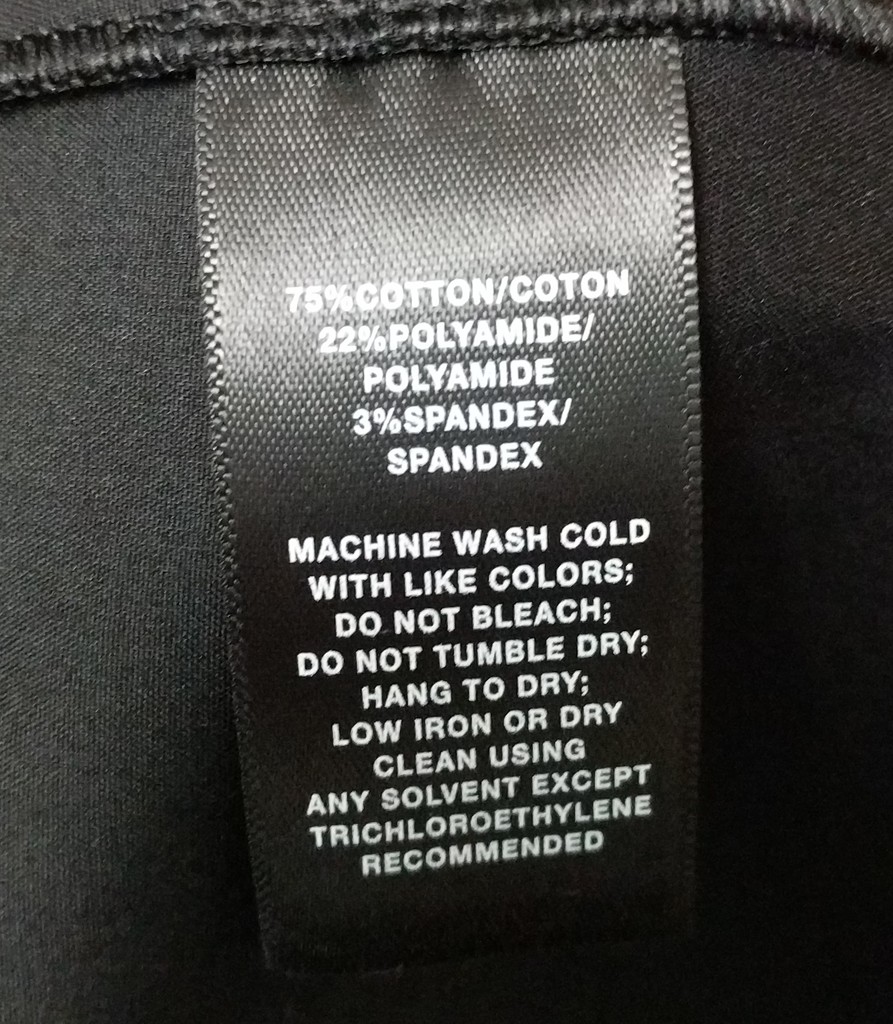 75%COTTON/COTON
22%POLYAMIDE/
POLYAMIDE
3%SPANDEX/
SPANDEX
MACHINE WASH COLD
WITH LIKE COLORS;
DO NOT BLEACH;
DO NOT TUMBLE DRY;
HANG TO DRY;
LOW IRON OR DRY
CLEAN USING
ANY SOLVENT EXCEPT
TRICHLOROETHYLENE
RECOMMENDED